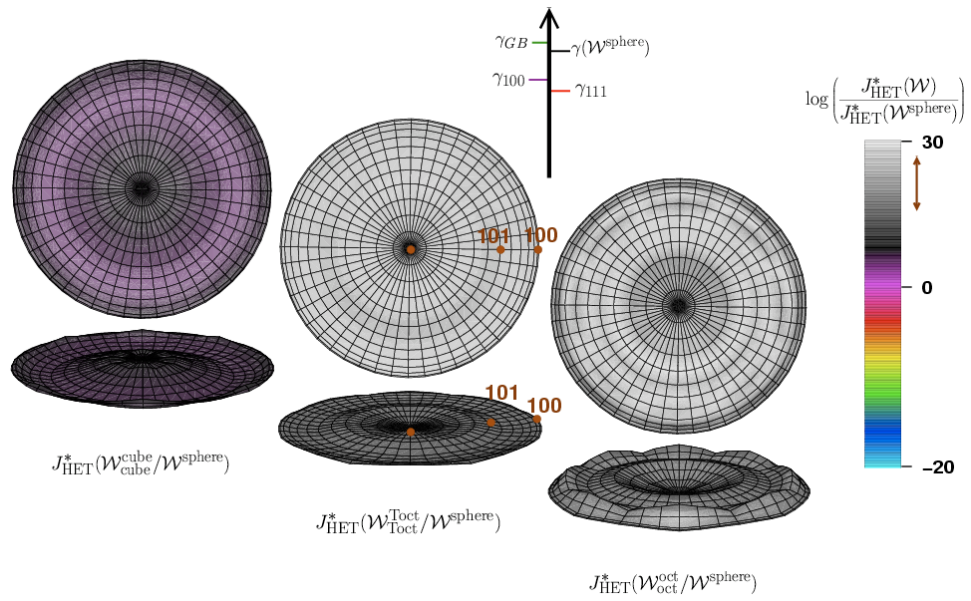 γ_GB
γ(𝒲^sphere)
γ_100
γ_111
log(J*_HET(𝒲)/J*_HET(𝒲^sphere))
30
0
-20
101
100
101
100
J*_HET(𝒲^cube_cube/𝒲^sphere)
J*_HET(𝒲^Toct_Toct/𝒲^sphere)
J*_HET(𝒲^oct_oct/𝒲^sphere)